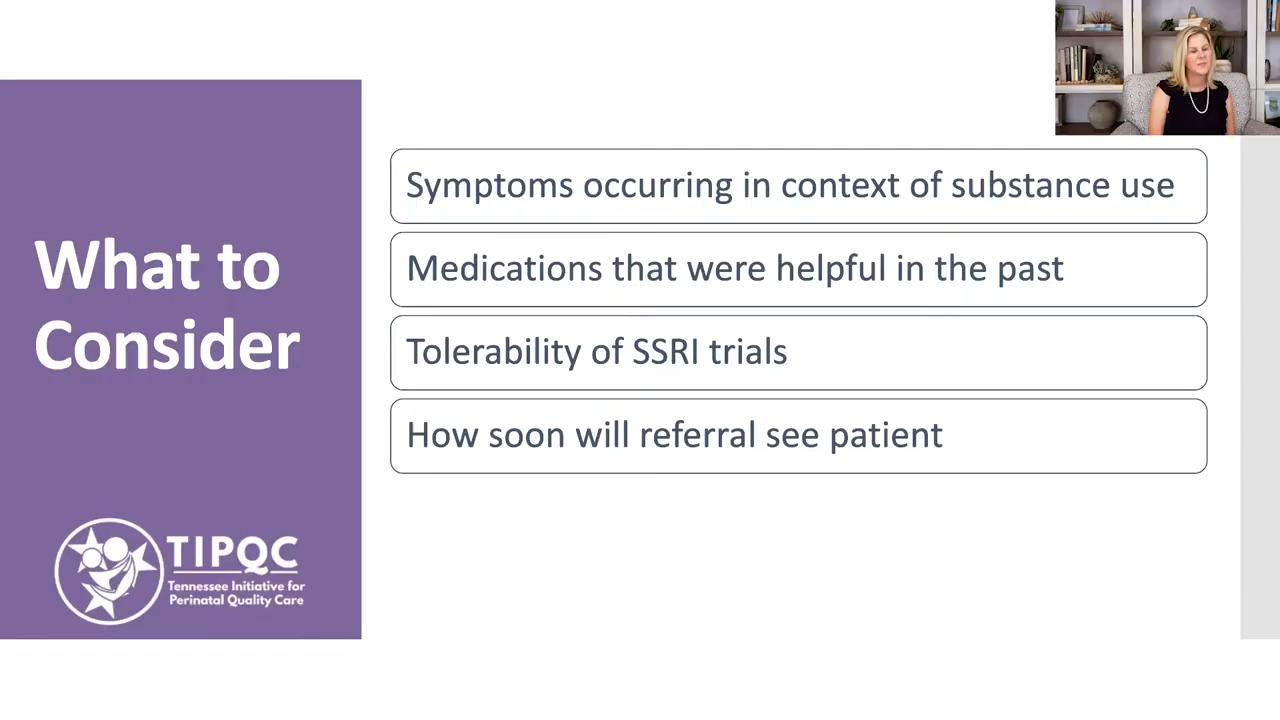 What to
Consider
TIPQC
Tennessee Initiative for
Perinatal Quality Care
Symptoms occurring in context of substance use
Medications that were helpful in the past
Tolerability of SSRI trials
How soon will referral see patient